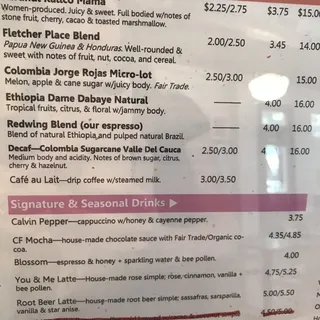 Women-produced. Juicy & sweet. Full bodied w/notes of $2.25/2.75 $3.75
stone fruit, cherry, cacao & toasted marshmallow.
Fletcher Place Blend 2.00/2.50 3.45 14.00
Papua New Guinea & Honduras. Well-rounded &
sweet with notes of nut, cocoa, and cereal.
Colombia Jorge Rojas Micro-lot 2.50/3.00 15.00
Melon, apple & cane sugar w/juicy body. Fair Trade.
Ethiopia Dame Dabaye Natural 4.00 16.00
Tropical fruits, citrus, & floral w/jammy body.
Redwing Blend (our espresso) 4.00 16.00
Blend of natural Ethiopia,and pulped natural Brazil.
Decaf—Colombia Sugarcane Valle Del Cauca 2.50/3.00 4.00 16.00
Medium body and acidity. Notes of brown sugar, citrus,
cherry & hazelnut.
Café au Lait—drip coffee w/steamed milk. 3.00/3.50
Signature & Seasonal Drinks ▶
Calvin Pepper—cappuccino w/honey & cayenne pepper. 3.75
CF Mocha—house-made chocolate sauce with Fair Trade/Organic co- 4.35/4.85
coa.
Blossom—espresso & honey + sparkling water & bee pollen. 4.00
You & Me Latte—House-made rose simple; rose, cinnamon, vanilla + 4.75/5.25
bee pollen.
Root Beer Latte—houng-made root beer simple; sassafras, sarsparilla, 5.00/5.50
vanilla & star anise. 4.50/5.00